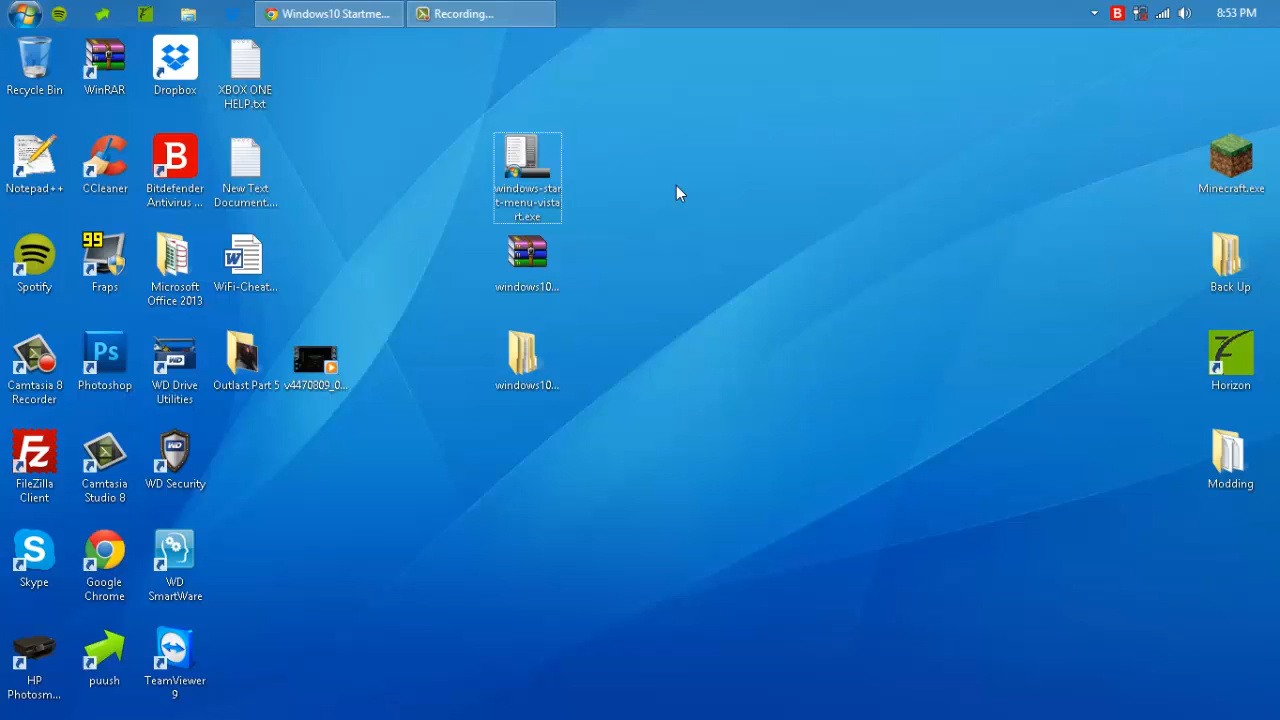 Windows10 Startme...
Recording...
8:53 PM
Recycle Bin
WinRAR
Dropbox
XBOX ONE
HELP.txt
Notepad++
CCleaner
Bitdefender
Antivirus ...
New Text
Document....
windows-star
t-menu-vista
rt.exe
Minecraft.exe
99
Spotify
Fraps
Microsoft
Office 2013
WiFi-Cheat...
windows10...
Back Up
Camtasia 8
Recorder
Photoshop
WD Drive
Utilities
Outlast Part 5
v4470809_0...
windows10...
Horizon
FileZilla
Client
Camtasia
Studio 8
WD Security
Modding
Skype
Google
Chrome
WD
SmartWare
HP
Photosm...
puush
TeamViewer
9